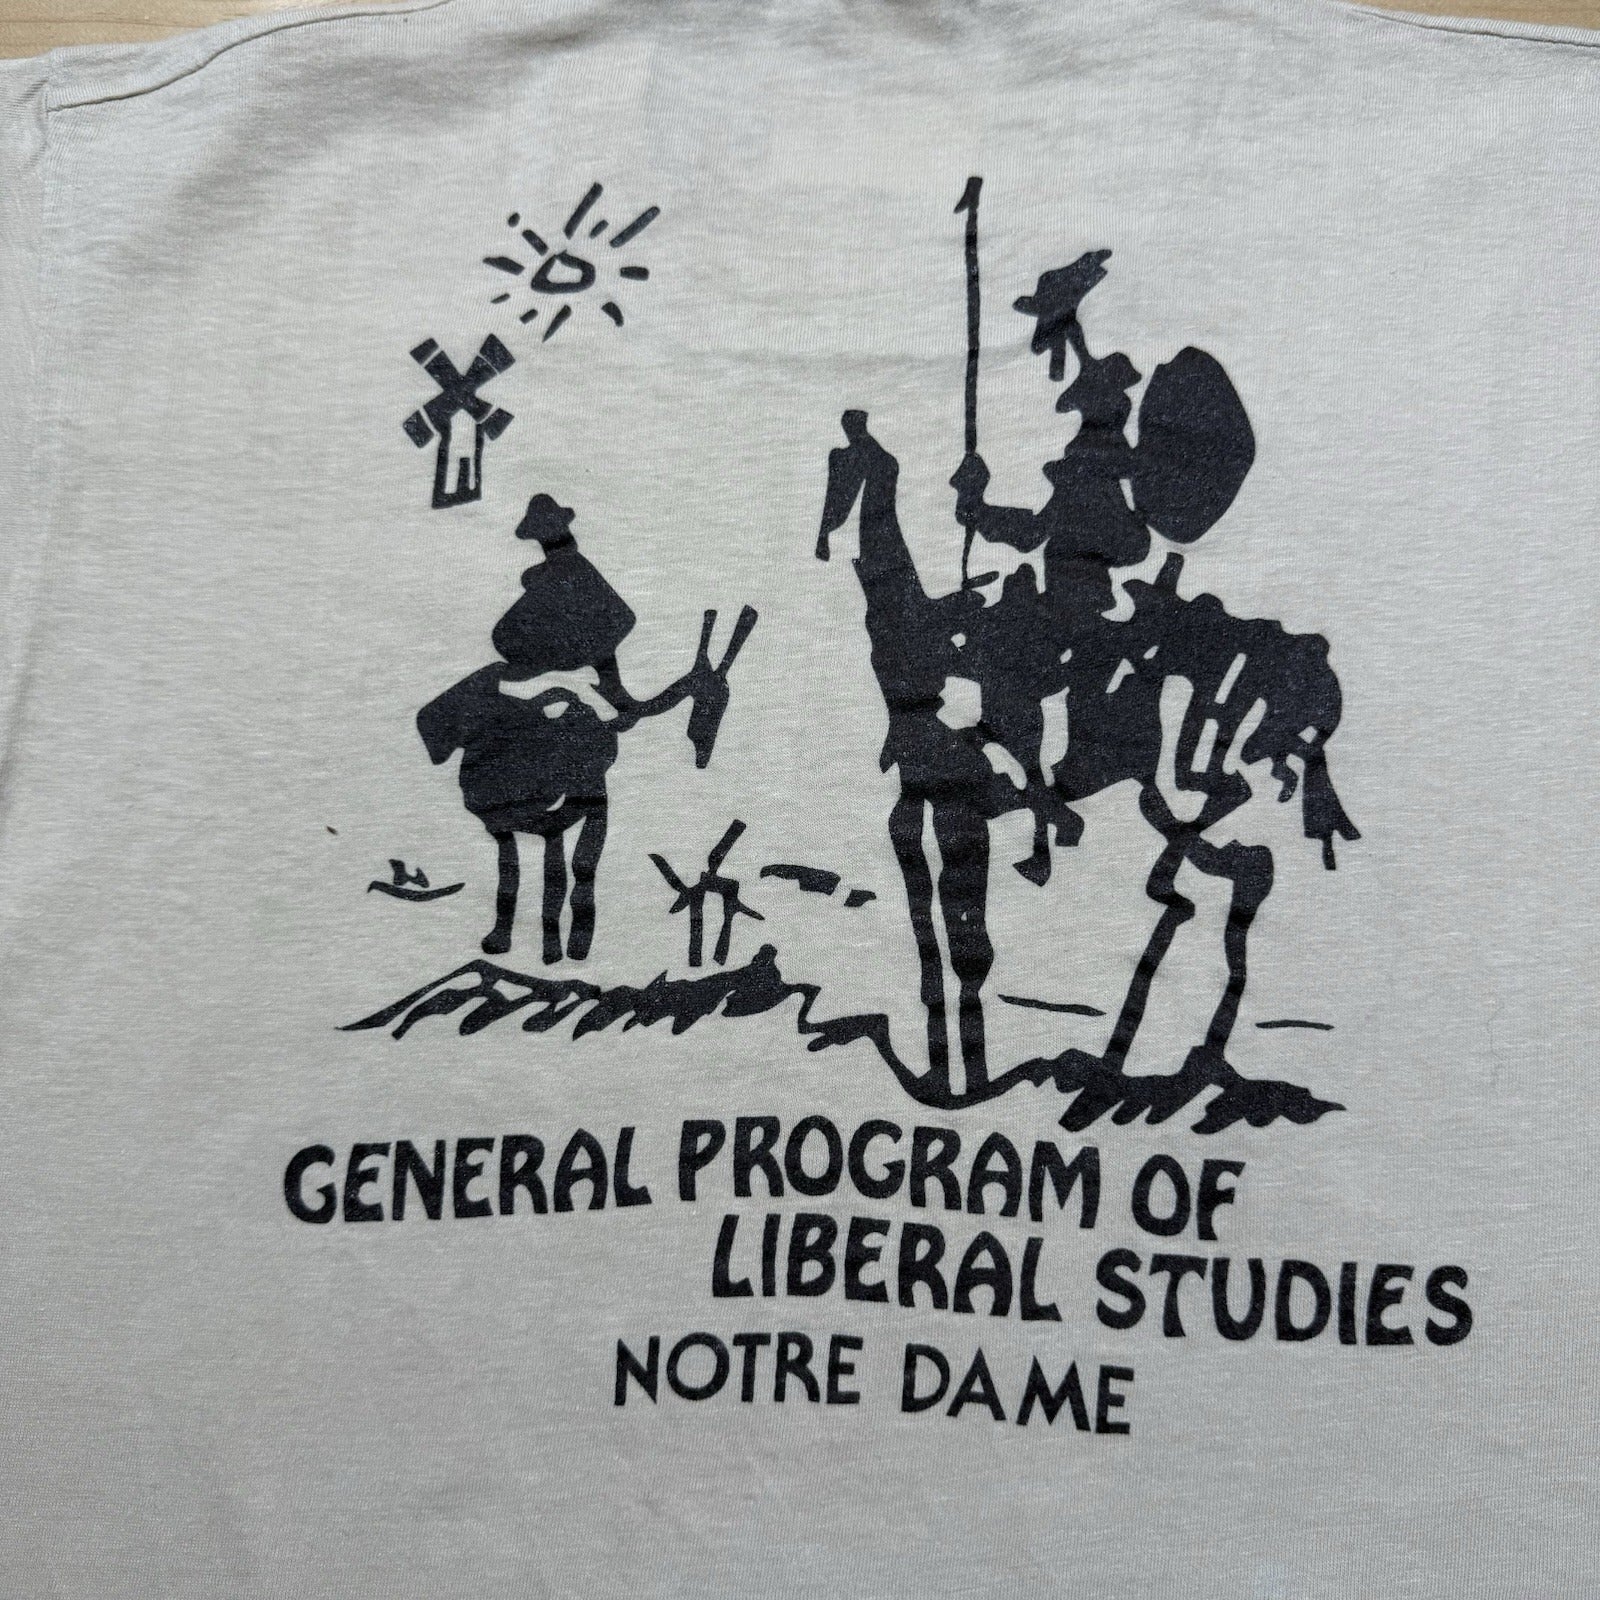 GENERAL PROGRAM OF
LIBERAL STUDIES
NOTRE DAME